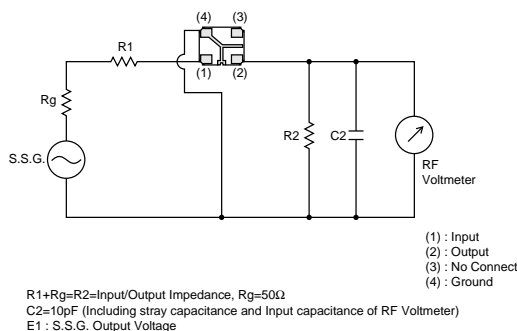 (4) (3)
R1
(1) (2)
Rg
R2 C2
S.S.G.
RF
Voltmeter
(1) : Input
(2) : Output
(3) : No Connect
(4) : Ground
R1+Rg=R2=Input/Output Impedance, Rg=50Ω
C2=10pF (Including stray capacitance and Input capacitance of RF Voltmeter)
E1 : S.S.G. Output Voltage